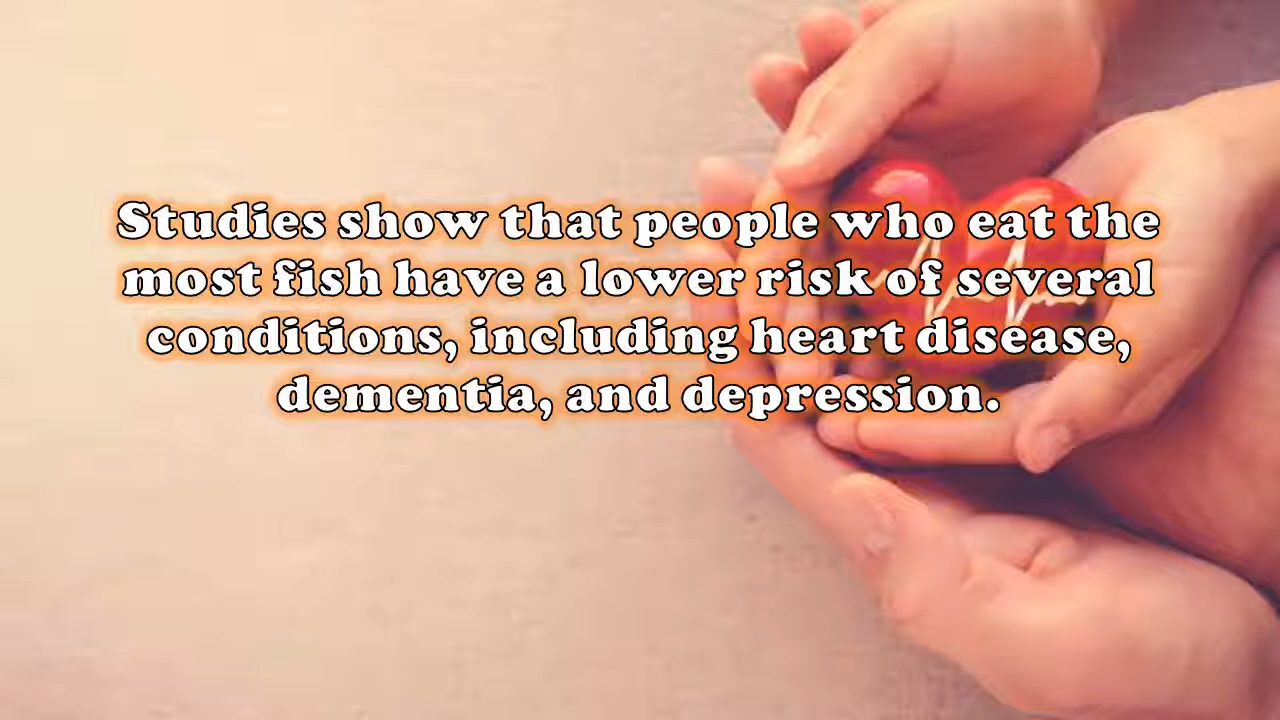 Studies show that people who eat the
most fish have a lower risk of several
conditions, including heart disease,
dementia, and depression.